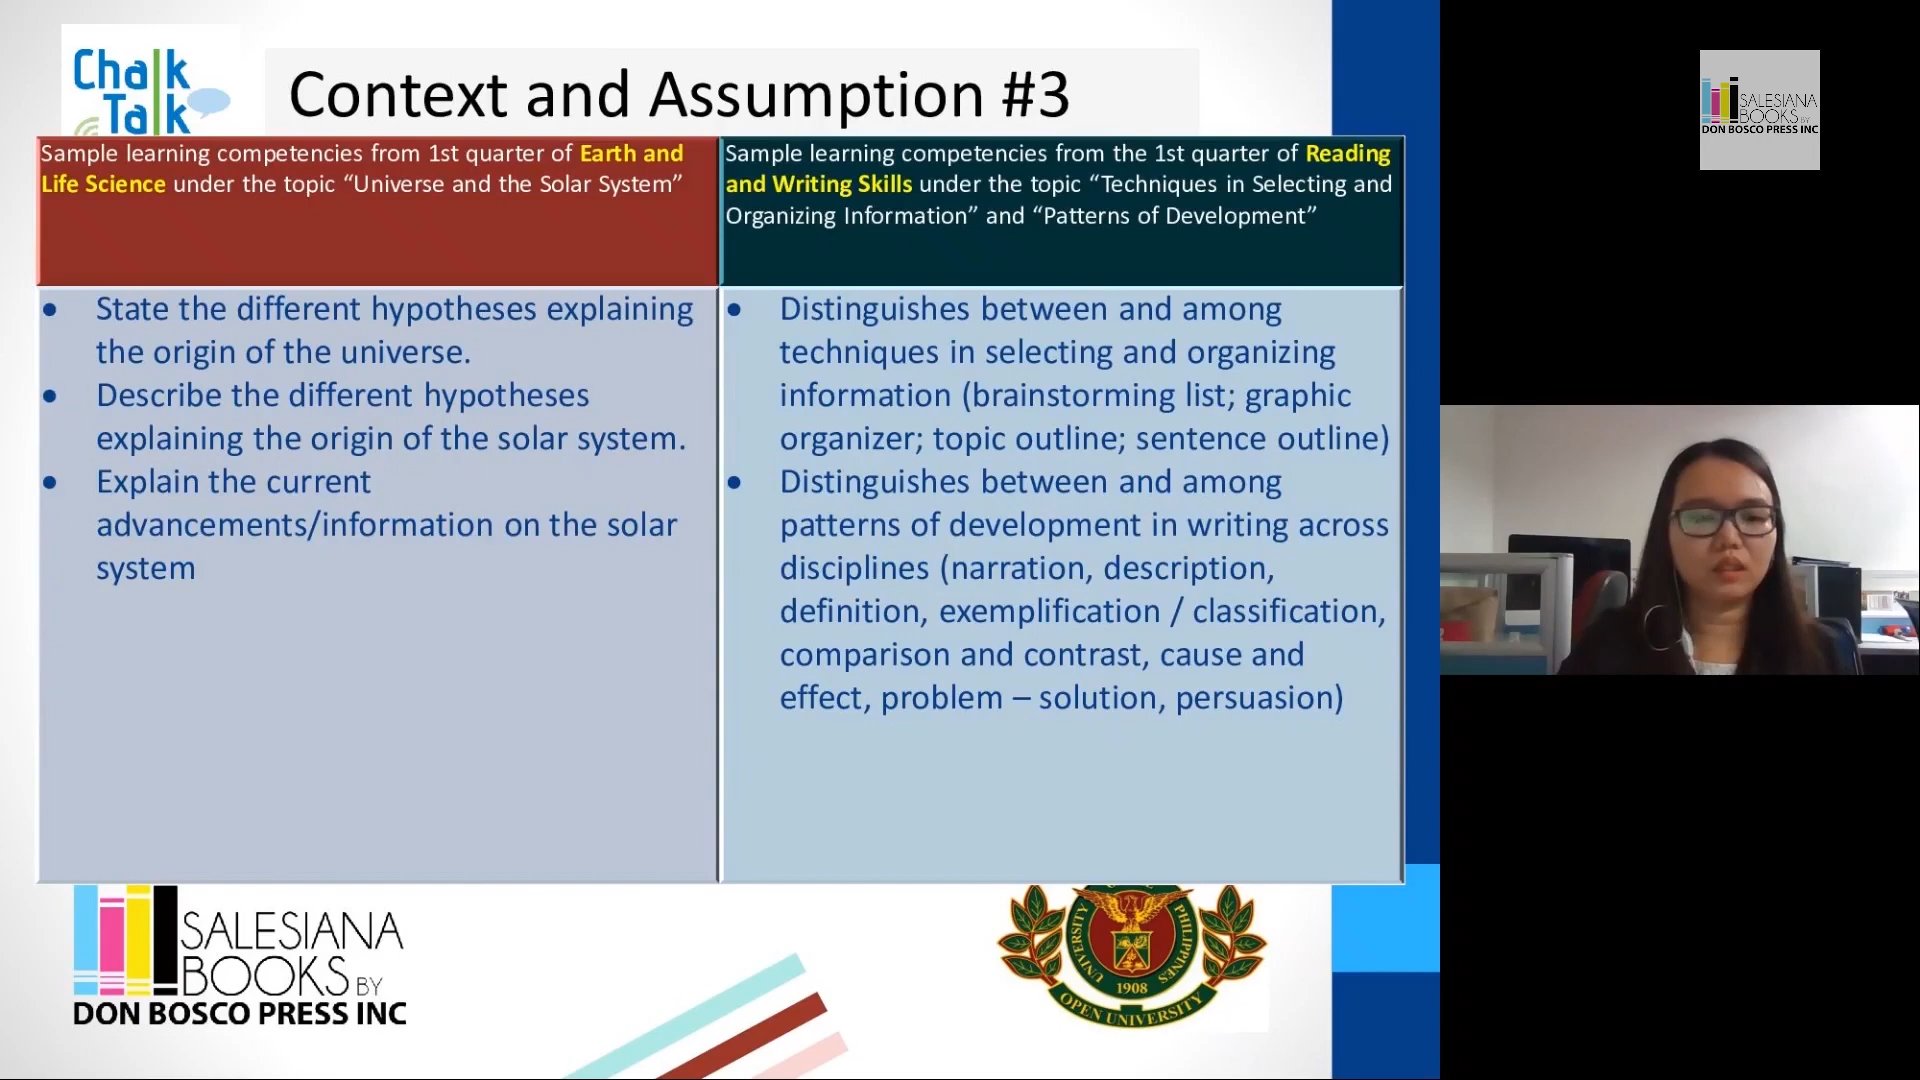 Chalk
Talk
Context and Assumption #3
Sample learning competencies from 1st quarter of Earth and
Life Science under the topic “Universe and the Solar System”
Sample learning competencies from the 1st quarter of Reading
and Writing Skills under the topic “Techniques in Selecting and
Organizing Information” and “Patterns of Development”
• State the different hypotheses explaining
the origin of the universe.
• Describe the different hypotheses
explaining the origin of the solar system.
• Explain the current
advancements/information on the solar
system
• Distinguishes between and among
techniques in selecting and organizing
information (brainstorming list; graphic
organizer; topic outline; sentence outline)
• Distinguishes between and among
patterns of development in writing across
disciplines (narration, description,
definition, exemplification / classification,
comparison and contrast, cause and
effect, problem – solution, persuasion)
SALESIANA
BOOKS BY
DON BOSCO PRESS INC
UNIVERSITY
PHILIPPINES
1908
OPEN UNIVERSITY
SALESIANA
BOOKS BY
DON BOSCO PRESS INC